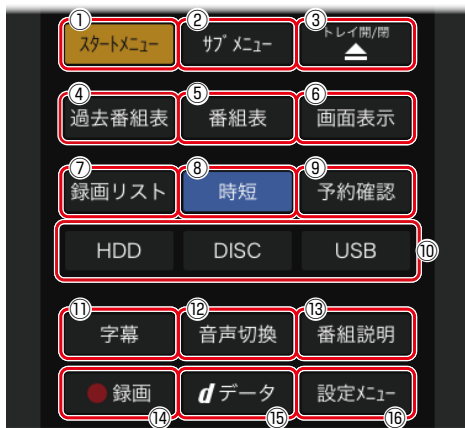 ① ② ③
スタートメニュー サブメニュー トレイ開/閉
④ ⑤ ⑥
過去番組表 番組表 画面表示
⑦ ⑧ ⑨
録画リスト 時短 予約確認
HDD DISC USB ⑩
⑪ ⑫ ⑬
字幕 音声切換 番組説明
録画 dデータ 設定メニュー
⑭ ⑮ ⑯